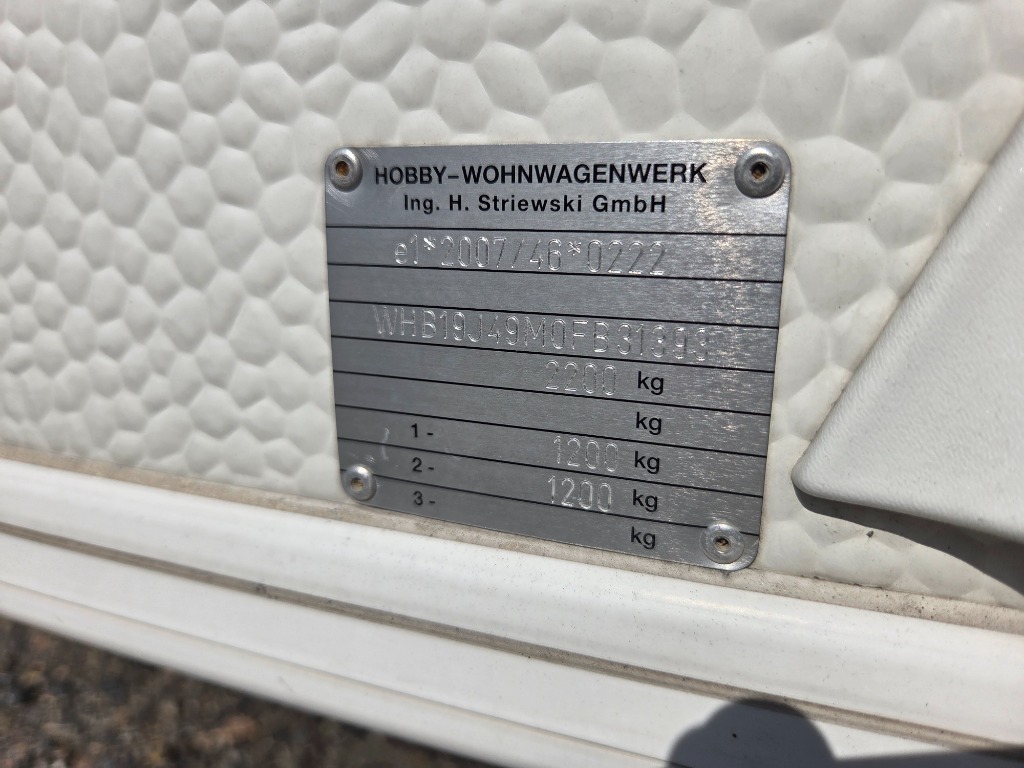 HOBBY-WOHNWAGENWERK
Ing. H. Striewski GmbH
e1*2007/46*0222
2200 kg
kg
1- 1200 kg
2- 1200 kg
3- kg